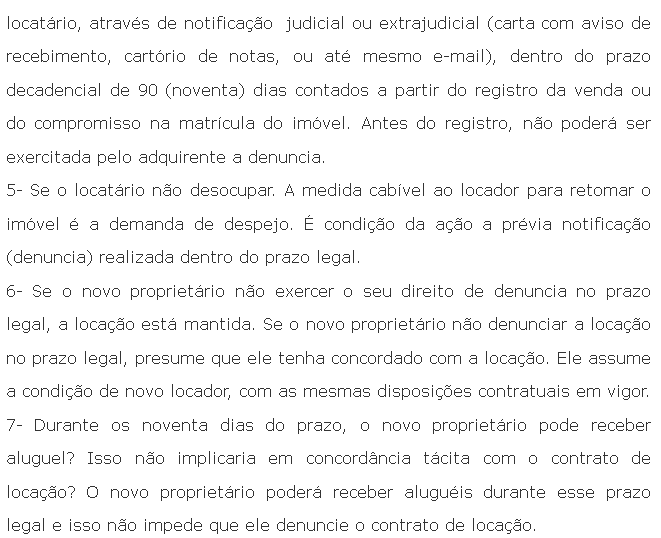 locatário, através de notificação judicial ou extrajudicial (carta com aviso de
recebimento, cartório de notas, ou até mesmo e-mail), dentro do prazo
decadencial de 90 (noventa) dias contados a partir do registro da venda ou
do compromisso na matrícula do imóvel. Antes do registro, não poderá ser
exercitada pelo adquirente a denuncia.
5- Se o locatário não desocupar. A medida cabível ao locador para retomar o
imóvel é a demanda de despejo. É condição da ação a prévia notificação
(denuncia) realizada dentro do prazo legal.
6- Se o novo proprietário não exercer o seu direito de denuncia no prazo
legal, a locação está mantida. Se o novo proprietário não denunciar a locação
no prazo legal, presume que ele tenha concordado com a locação. Ele assume
a condição de novo locador, com as mesmas disposições contratuais em vigor.
7- Durante os noventa dias do prazo, o novo proprietário pode receber
aluguel? Isso não implicaria em concordância tácita com o contrato de
locação? O novo proprietário poderá receber aluguéis durante esse prazo
legal e isso não impede que ele denuncie o contrato de locação.